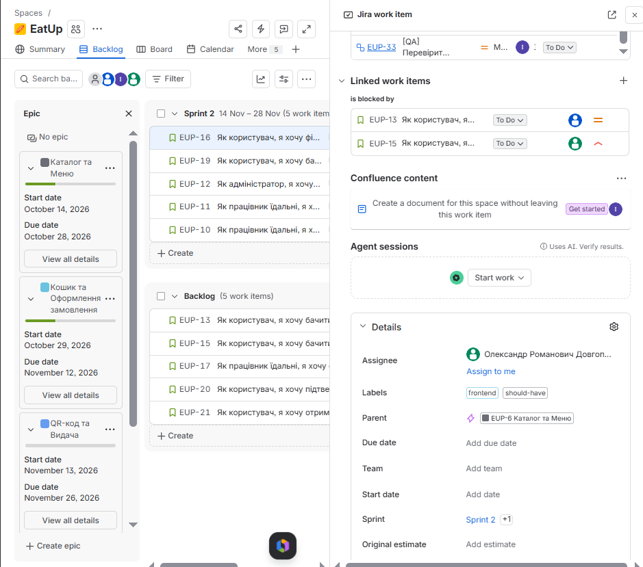 Spaces /
EatUp
Summary Backlog Board Calendar More 5
Search ba...
Filter
Epic
No epic
Каталог та
Меню
Start date
October 14, 2026
Due date
October 28, 2026
View all details
Кошик та
Оформлення
замовлення
Start date
October 29, 2026
Due date
November 12, 2026
View all details
QR-код та
Видача
Start date
November 13, 2026
Due date
November 26, 2026
View all details
Create epic
Sprint 2 14 Nov – 28 Nov (5 work item
EUP-16 Як користувач, я хочу фі...
EUP-19 Як користувач, я хочу ба...
EUP-12 Як адміністратор, я хочу...
EUP-11 Як працівник їдальні, я х...
EUP-10 Як працівник їдальні, я х...
Create
Backlog (5 work items)
EUP-13 Як користувач, я хочу бачити
EUP-15 Як користувач, я хочу бачити
EUP-17 Як працівник їдальні, я хочу
EUP-20 Як користувач, я хочу підтве
EUP-21 Як користувач, я хочу отрим
Create
Jira work item
EUP-33 [QA]
Перевірит...
M... I To Do
Linked work items
is blocked by
EUP-13 Як користувач, я... To Do
EUP-15 Як користувач, я... To Do
Confluence content
Create a document for this space without leaving
this work item
Get started I
Agent sessions
Uses AI. Verify results.
Start work
Details
Assignee Олександр Романович Довгоп...
Assign to me
Labels frontend should-have
Parent EUP-6 Каталог та Меню
Due date Add due date
Team Add team
Start date Add date
Sprint Sprint 2 +1
Original estimate Add estimate